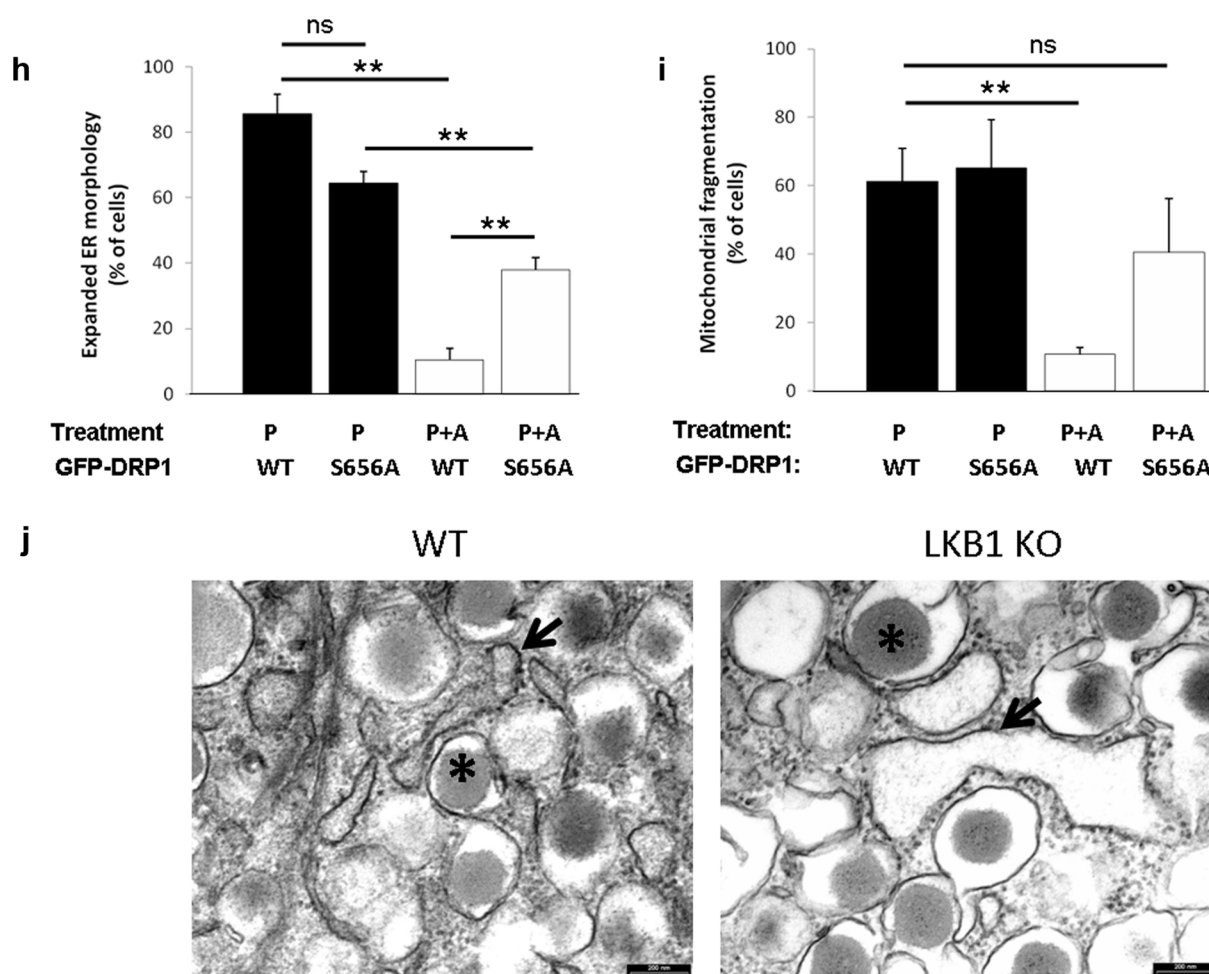 h
ns
**
**
**
100
80
60
40
20
0
Expanded ER morphology
(% of cells)
Treatment P P P+A P+A
GFP-DRP1 WT S656A WT S656A
i
ns
**
100
80
60
40
20
0
Mitochondrial fragmentation
(% of cells)
Treatment: P P P+A P+A
GFP-DRP1: WT S656A WT S656A
j
WT LKB1 KO
*
*
200 nm
200 nm